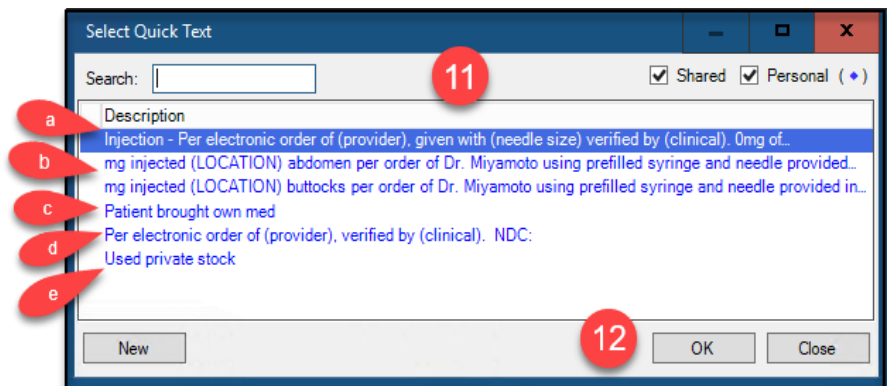 Select Quick Text
X
Search:
11
Shared
Personal (◆)
Description
a
Injection - Per electronic order of (provider), given with (needle size) verified by (clinical). 0mg of...
b
mg injected (LOCATION) abdomen per order of Dr. Miyamoto using prefilled syringe and needle provided...
mg injected (LOCATION) buttocks per order of Dr. Miyamoto using prefilled syringe and needle provided in...
c
Patient brought own med
d
Per electronic order of (provider), verified by (clinical). NDC:
e
Used private stock
New
12
OK
Close